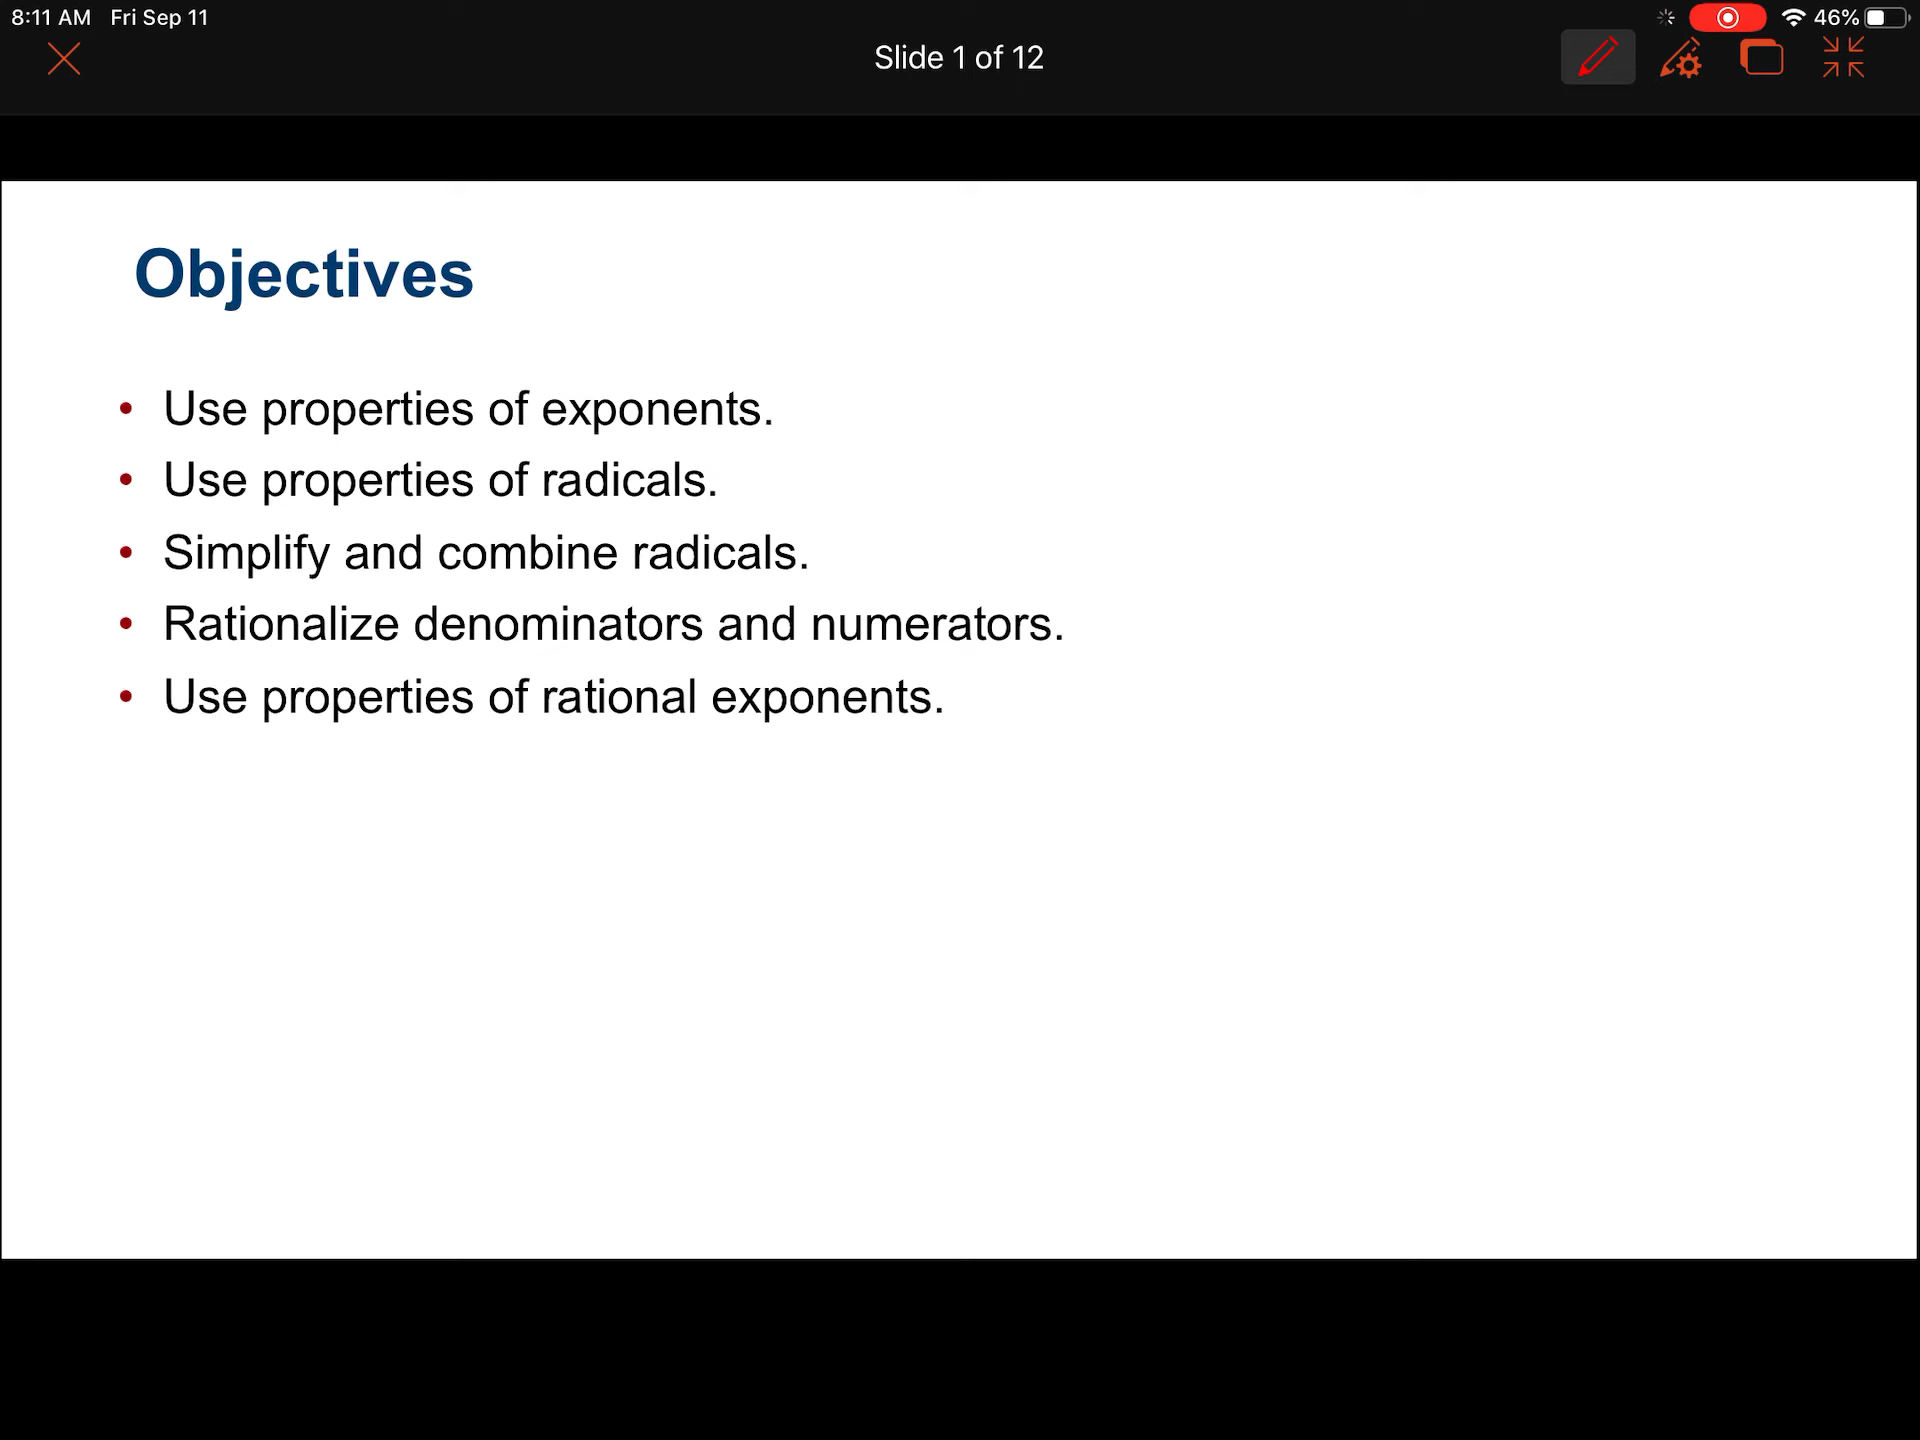 8:11 AM Fri Sep 11
46%
Slide 1 of 12
Objectives
• Use properties of exponents.
• Use properties of radicals.
• Simplify and combine radicals.
• Rationalize denominators and numerators.
• Use properties of rational exponents.